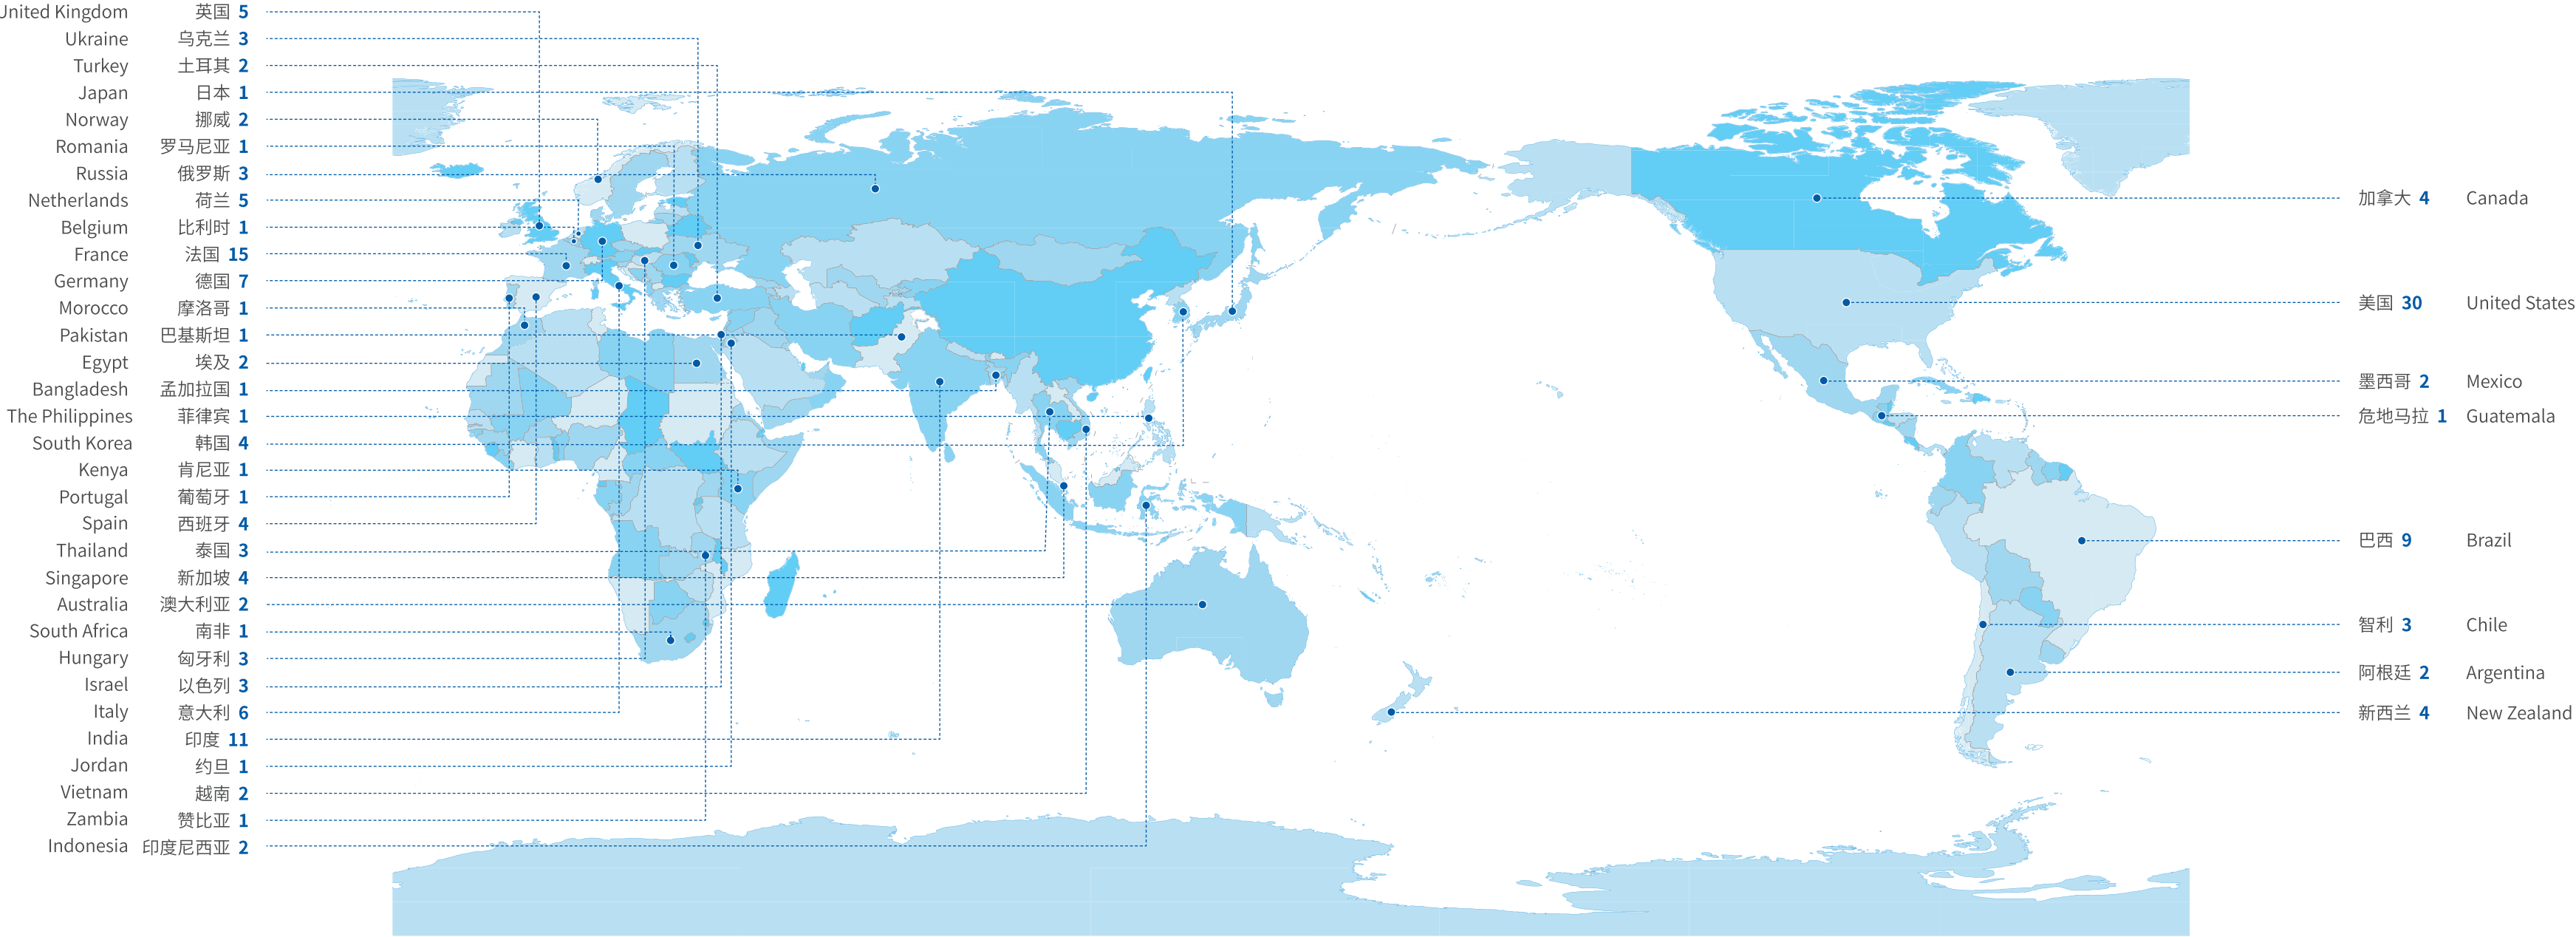 United Kingdom 英国 5
Ukraine 乌克兰 3
Turkey 土耳其 2
Japan 日本 1
Norway 挪威 2
Romania 罗马尼亚 1
Russia 俄罗斯 3
Netherlands 荷兰 5
Belgium 比利时 1
France 法国 15
Germany 德国 7
Morocco 摩洛哥 1
Pakistan 巴基斯坦 1
Egypt 埃及 2
Bangladesh 孟加拉国 1
The Philippines 菲律宾 1
South Korea 韩国 4
Kenya 肯尼亚 1
Portugal 葡萄牙 1
Spain 西班牙 4
Thailand 泰国 3
Singapore 新加坡 4
Australia 澳大利亚 2
South Africa 南非 1
Hungary 匈牙利 3
Israel 以色列 3
Italy 意大利 6
India 印度 11
Jordan 约旦 1
Vietnam 越南 2
Zambia 赞比亚 1
Indonesia 印度尼西亚 2
加拿大 4 Canada
美国 30 United States
墨西哥 2 Mexico
危地马拉 1 Guatemala
巴西 9 Brazil
智利 3 Chile
阿根廷 2 Argentina
新西兰 4 New Zealand